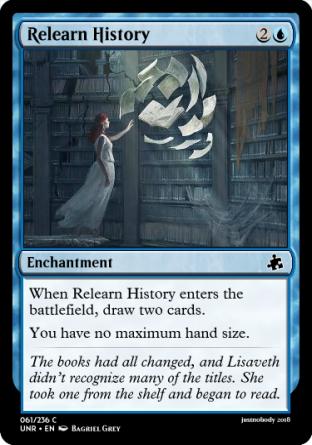 Relearn History 2
Enchantment
When Relearn History enters the
battlefield, draw two cards.
You have no maximum hand size.
The books had all changed, and Lisaveth
didn't recognize many of the titles. She
took one from the shelf and began to read.
061/236 C
UNR • EN BAGRIEL GREY
justnobody 2018